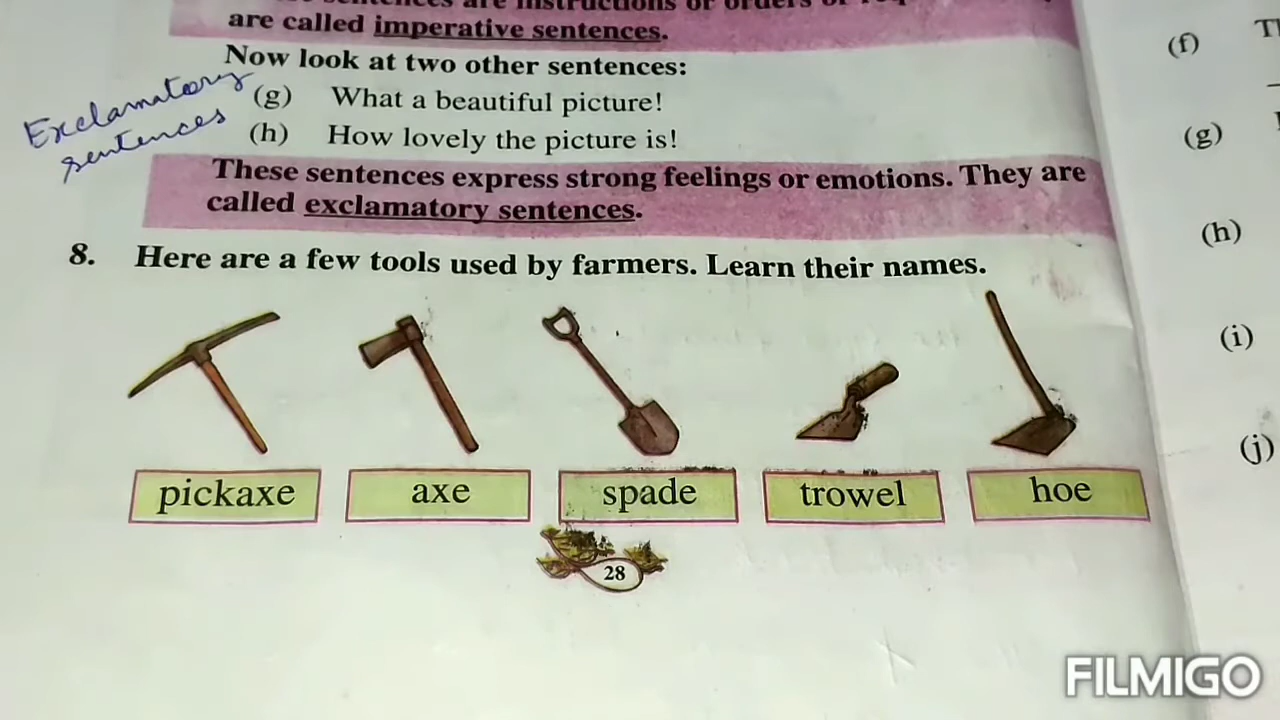 are called imperative sentences.
Now look at two other sentences:
Exclamatory
sentences
(g) What a beautiful picture!
(h) How lovely the picture is!
These sentences express strong feelings or emotions. They are
called exclamatory sentences.
8. Here are a few tools used by farmers. Learn their names.
pickaxe axe spade trowel hoe
28
(f)
(g)
(h)
(i)
(j)
FILMIGO